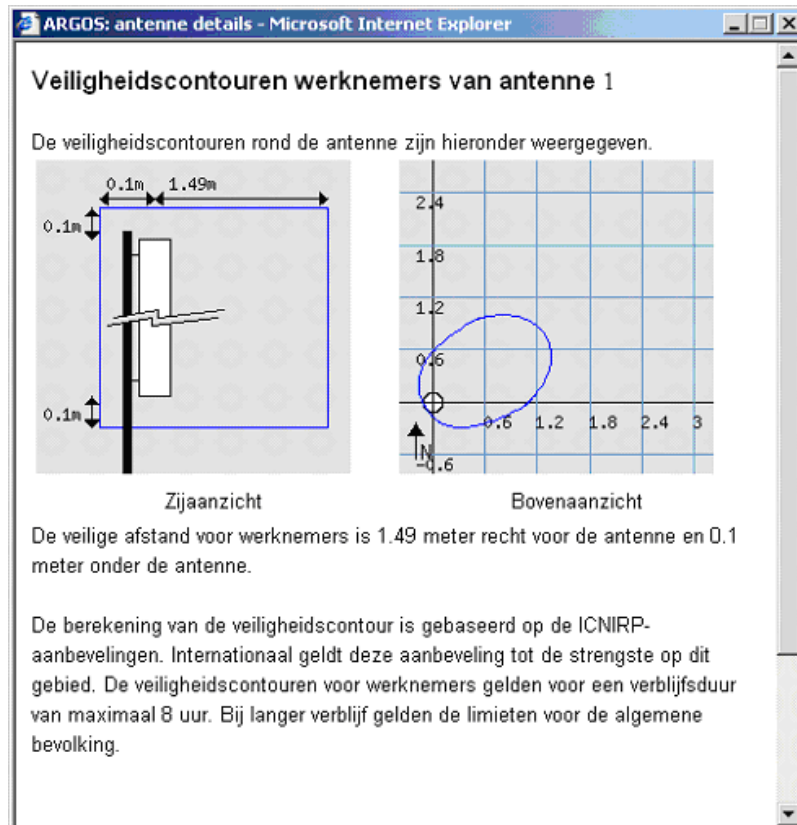 ARGOS: antenne details - Microsoft Internet Explorer
Veiligheidscontouren werknemers van antenne 1
De veiligheidscontouren rond de antenne zijn hieronder weergegeven.
0.1m 1.49m
0.1m
0.1m
2.4
1.8
1.2
0.6
0.6 1.2 1.8 2.4 3
N
-0.6
Zijaanzicht
Bovenaanzicht
De veilige afstand voor werknemers is 1.49 meter recht voor de antenne en 0.1
meter onder de antenne.
De berekening van de veiligheidscontour is gebaseerd op de ICNIRP-
aanbevelingen. Internationaal geldt deze aanbeveling tot de strengste op dit
gebied. De veiligheidscontouren voor werknemers gelden voor een verblijfsduur
van maximaal 8 uur. Bij langer verblijf gelden de limieten voor de algemene
bevolking.